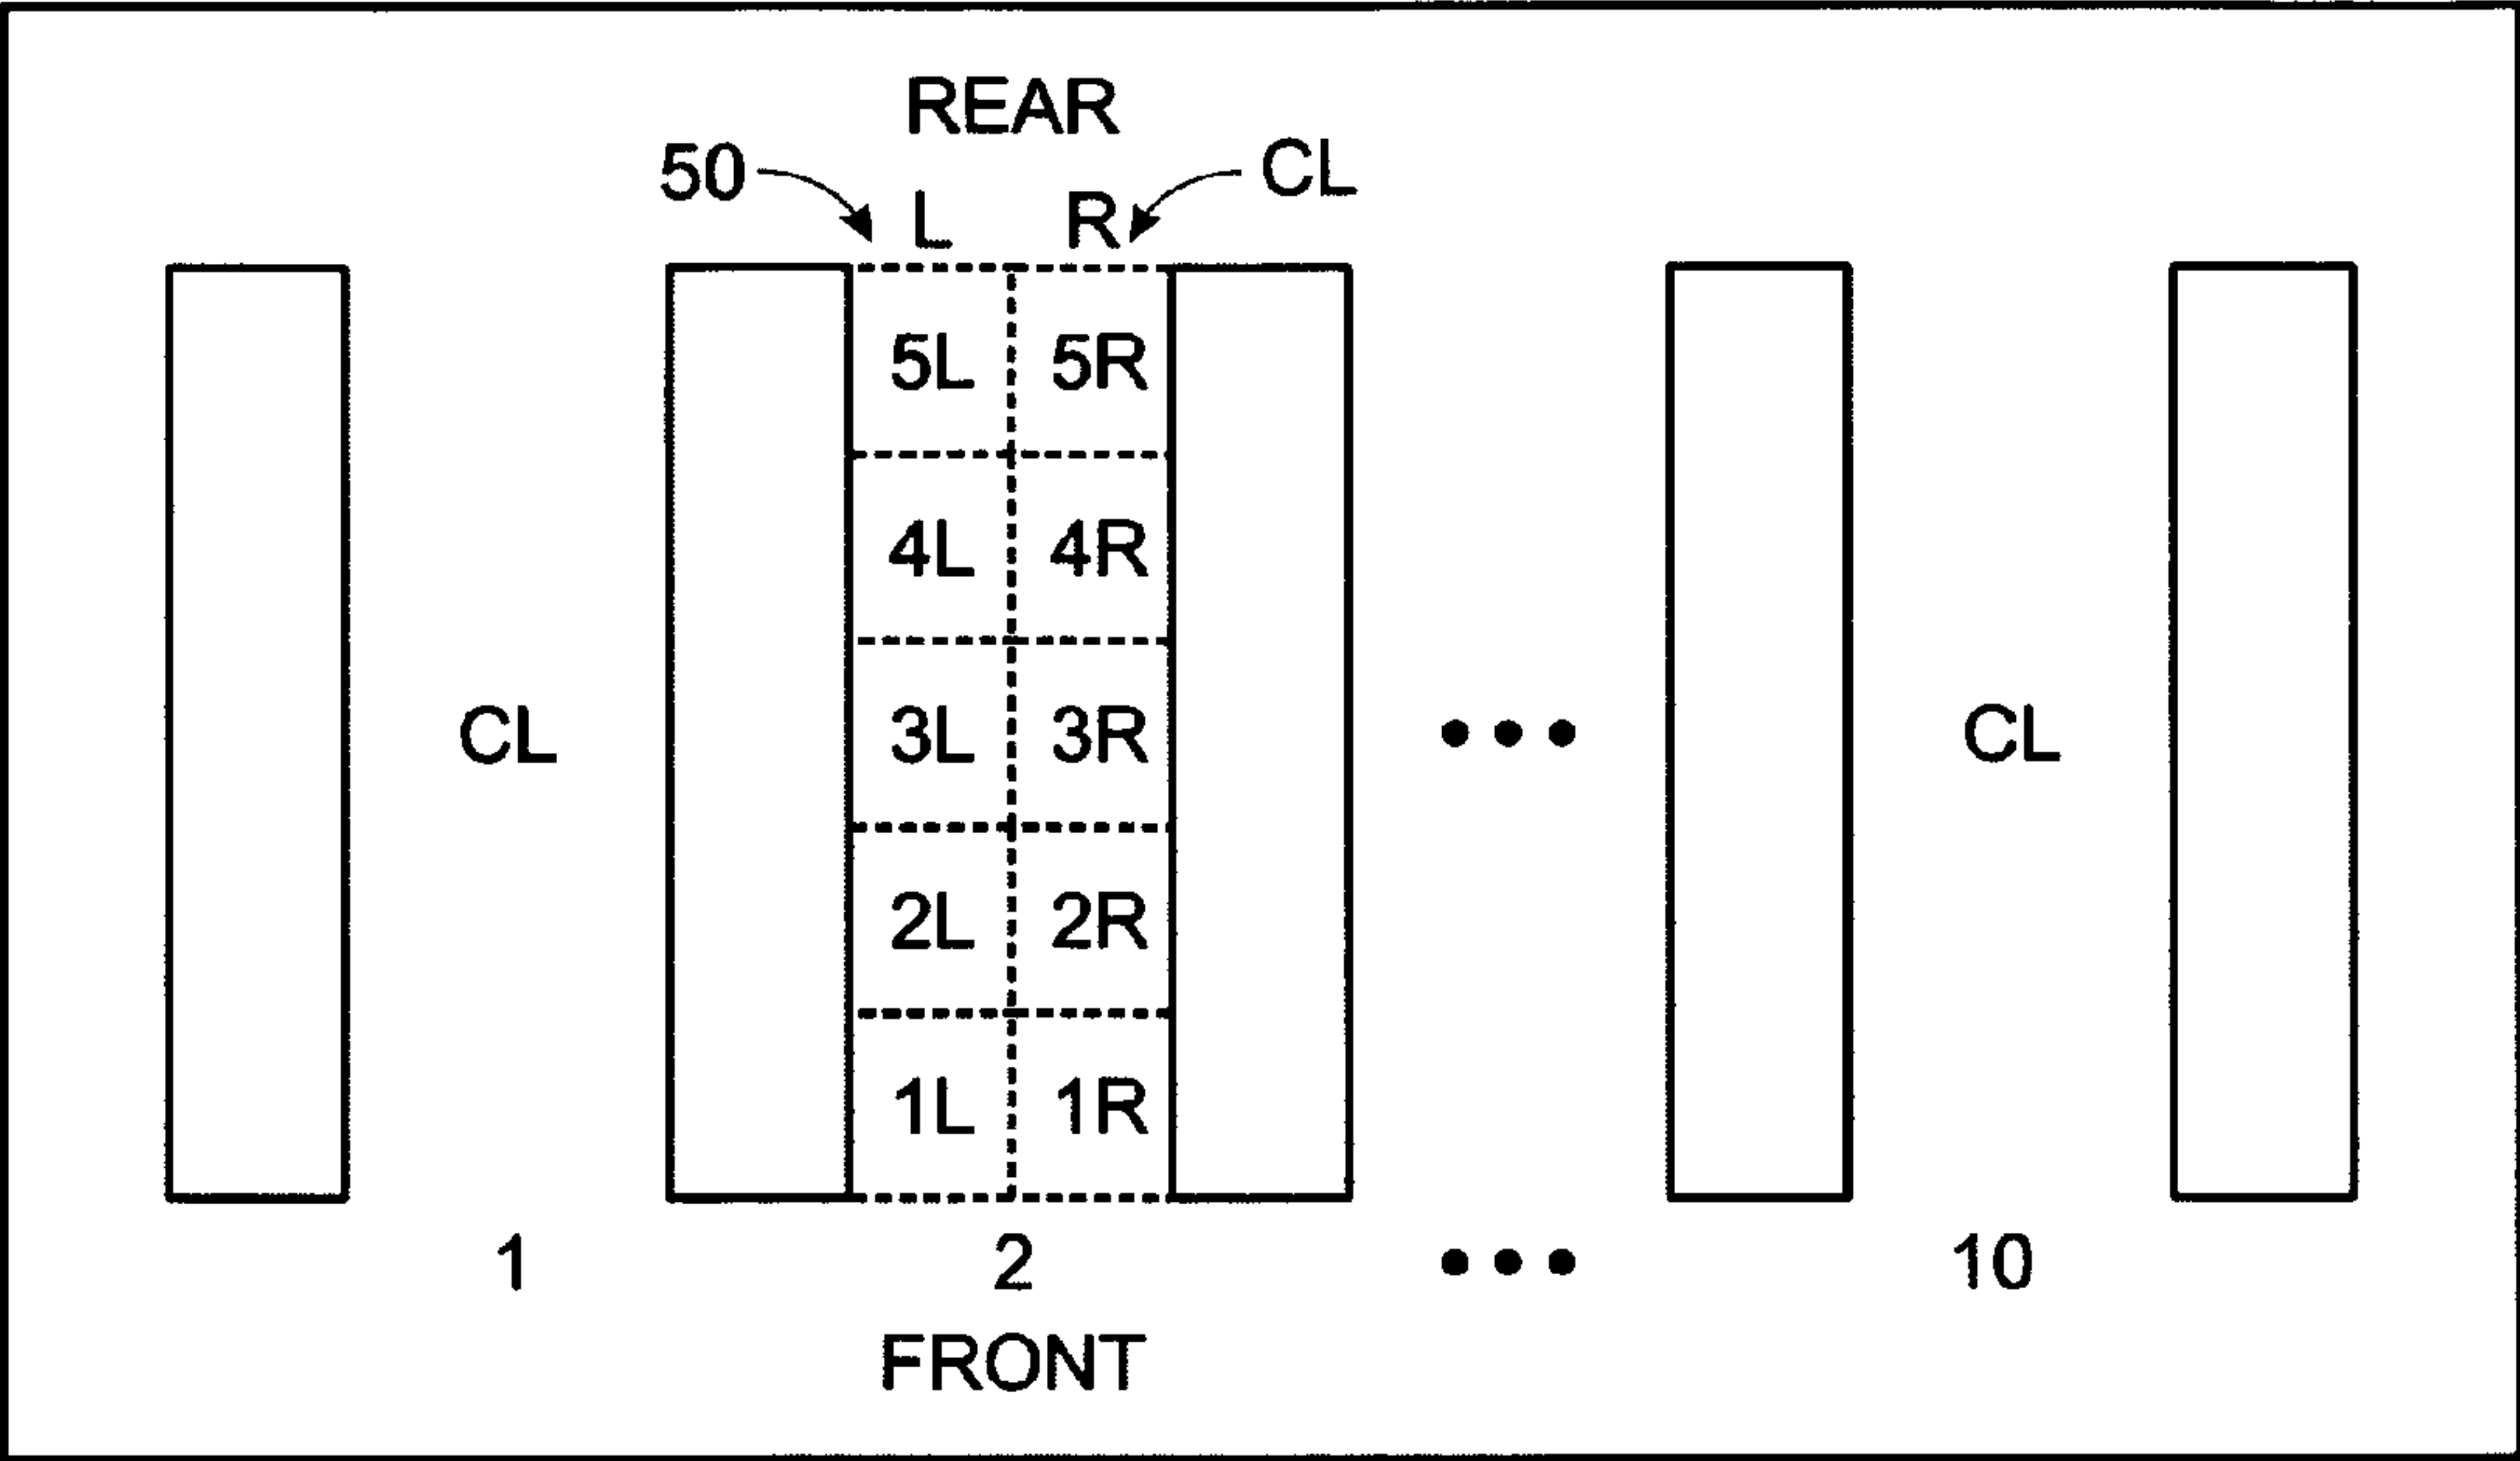 REAR
50 CL
L R
5L 5R
4L 4R
CL 3L 3R ••• CL
2L 2R
1L 1R
1 2 ••• 10
FRONT